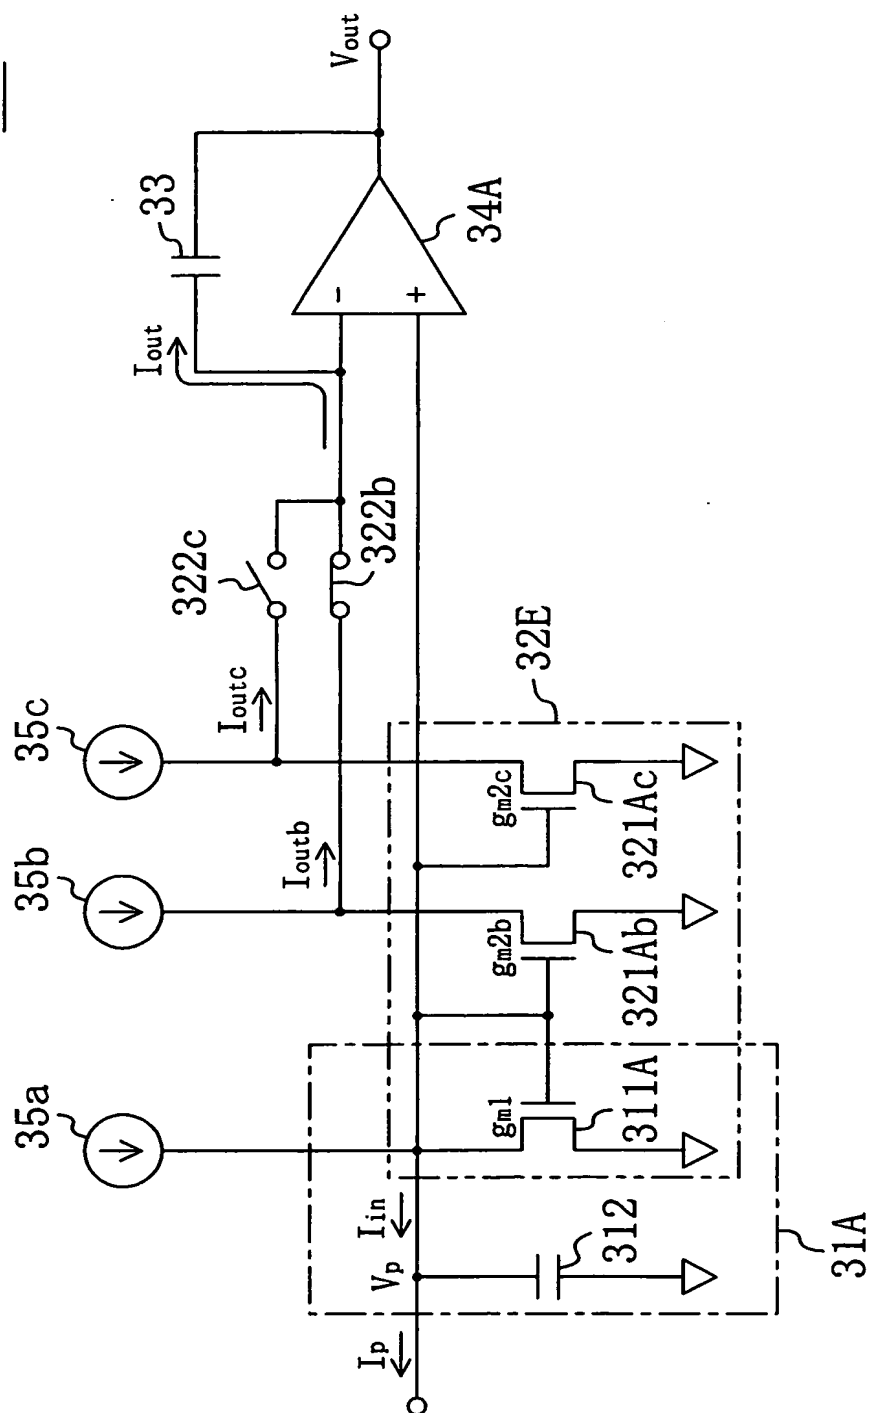 35a
35b
35c
Ip
Vp
Iin
Ioutb
Ioutc
Iout
33
322c
322b
-
+
34A
Vout
gm1
gm2b
gm2c
311A
321Ab
321Ac
312
31A
32E